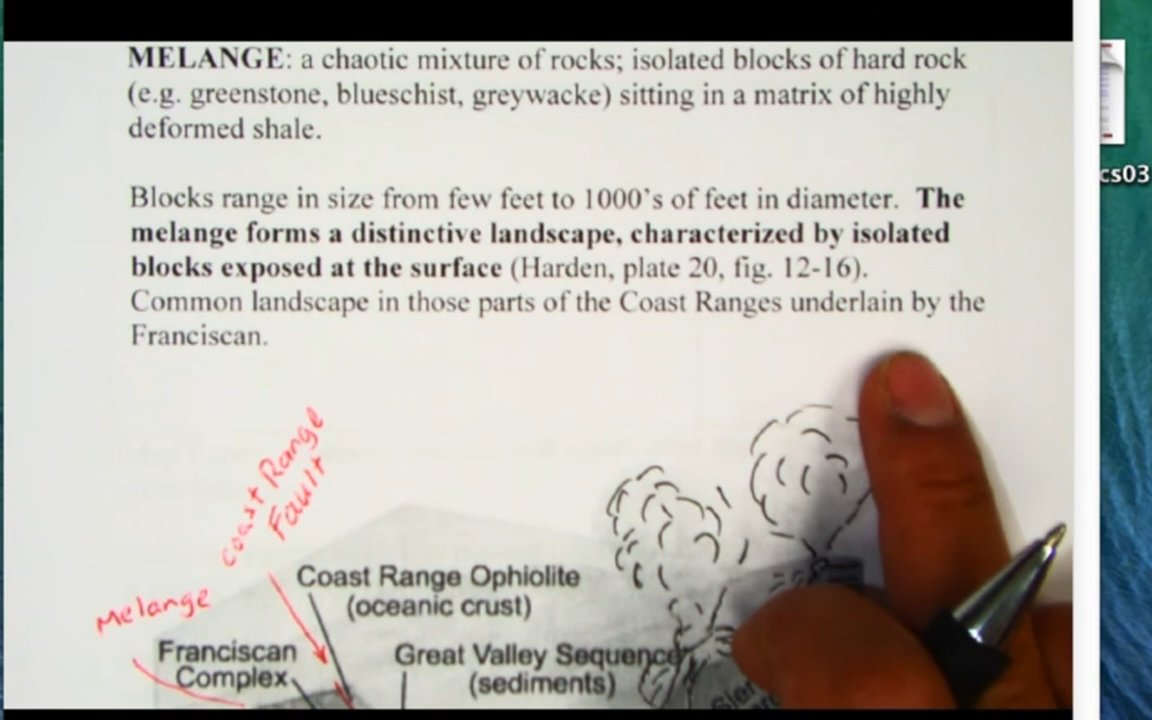 MELANGE: a chaotic mixture of rocks; isolated blocks of hard rock
(e.g. greenstone, blueschist, greywacke) sitting in a matrix of highly
deformed shale.
Blocks range in size from few feet to 1000's of feet in diameter. The
melange forms a distinctive landscape, characterized by isolated
blocks exposed at the surface (Harden, plate 20, fig. 12-16).
Common landscape in those parts of the Coast Ranges underlain by the
Franciscan.
Coast Range
Fault
Coast Range Ophiolite
(oceanic crust)
Melange
Franciscan
Complex
Great Valley Sequence
(sediments)
cs03